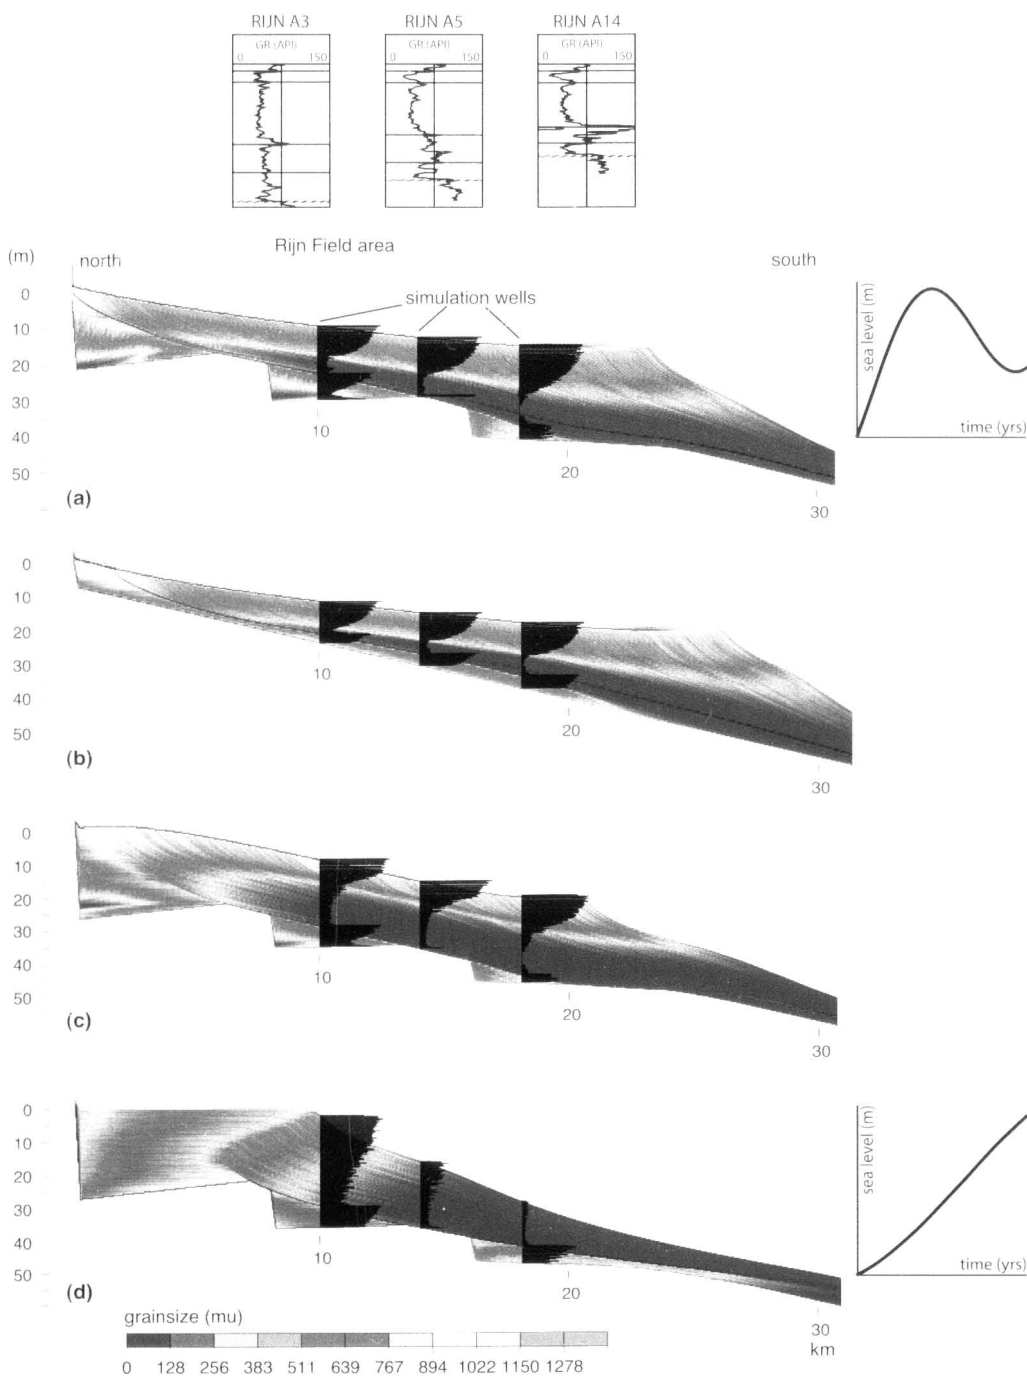 RIJN A3 RIJN A5 RIJN A14
GR (API) GR (API) GR (API)
0 150 0 150 0 150
Rijn Field area
(m) north south
simulation wells
0
10
20
30
40
50
10
20
30
(a)
sea level (m)
time (yrs)
0
10
20
30
40
50
10
20
30
(b)
0
10
20
30
40
50
10
20
30
(c)
0
10
20
30
40
50
10
20
30
km
(d)
sea level (m)
time (yrs)
grainsize (mu)
0 128 256 383 511 639 767 894 1022 1150 1278